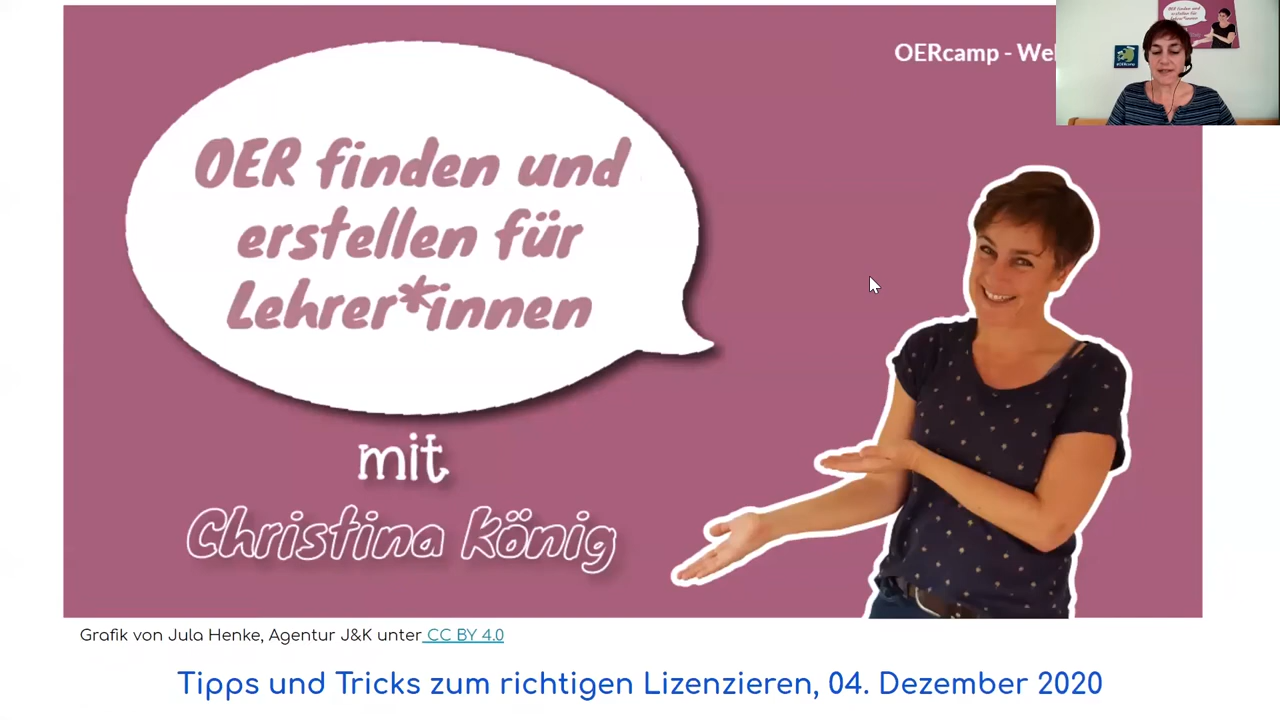 OERcamp -
OER finden und
erstellen für
Lehrer*innen
mit
Christina König
Grafik von Jula Henke, Agentur J&K unter CC BY 4.0
Tipps und Tricks zum richtigen Lizenzieren, 04. Dezember 2020